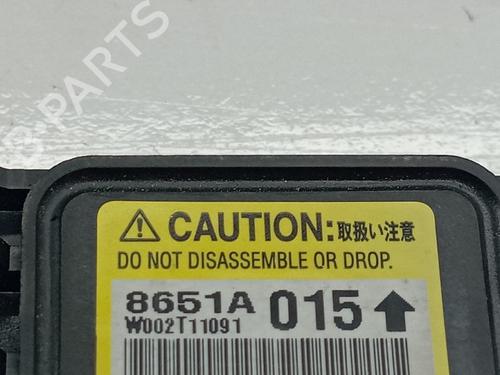 B-PARTS
⚠ CAUTION:取扱い注意
DO NOT DISASSEMBLE OR DROP.
8651A 015 ↑
W002T11091